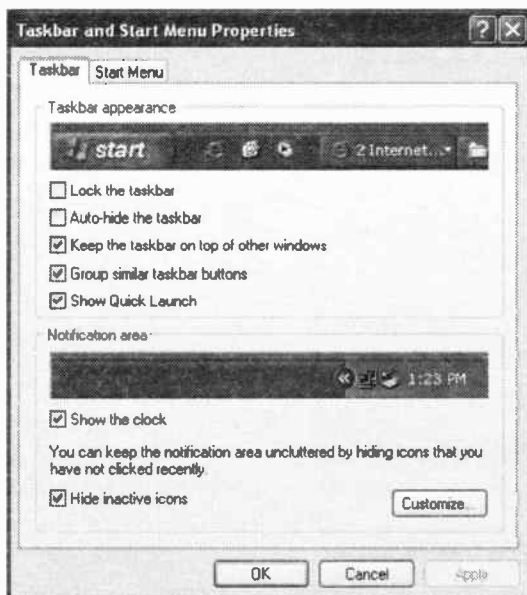 Taskbar and Start Menu Properties
Taskbar Start Menu
Taskbar appearance
start 2 Internet...
Lock the taskbar
Auto-hide the taskbar
Keep the taskbar on top of other windows
Group similar taskbar buttons
Show Quick Launch
Notification area
1:23 PM
Show the clock
You can keep the notification area uncluttered by hiding icons that you
have not clicked recently.
Hide inactive icons
Customize...
OK Cancel Apply